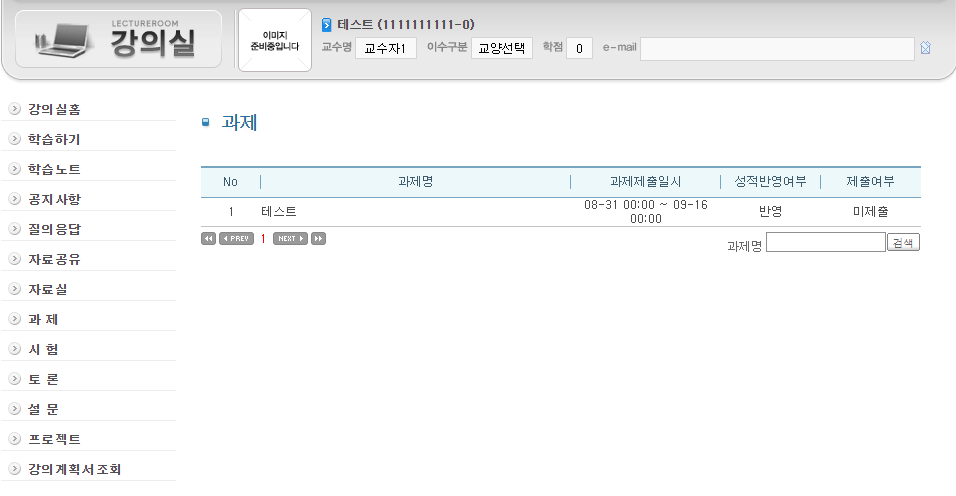 LECTUREROOM
강의실
이미지
준비중입니다
테스트 (1111111111-0)
교수명 교수자1 이수구분 교양선택 학점 0 e-mail
강의실홈
학습하기
학습노트
공지사항
질의응답
자료공유
자료실
과 제
시 험
토 론
설 문
프로젝트
강의계획서조회
과제
No 과제명 과제제출일시 성적반영여부 제출여부
1 테스트 08-31 00:00 ~ 09-16 00:00 반영 미제출
PREV 1 NEXT
과제명 검색